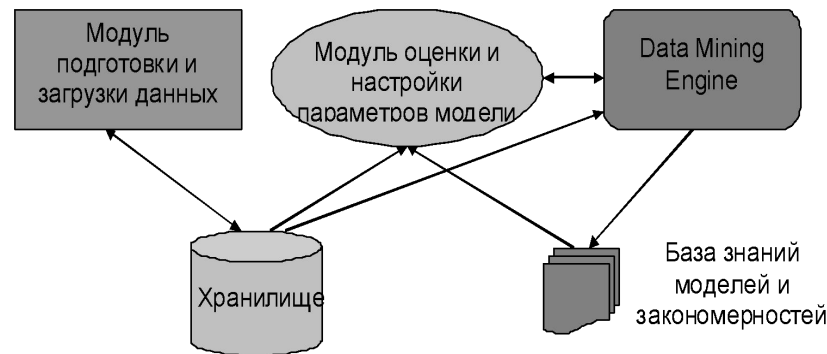 Модуль
подготовки и
загрузки данных
Модуль оценки и
настройки
параметров модели
Data Mining
Engine
Хранилище
База знаний
моделей и
закономерностей